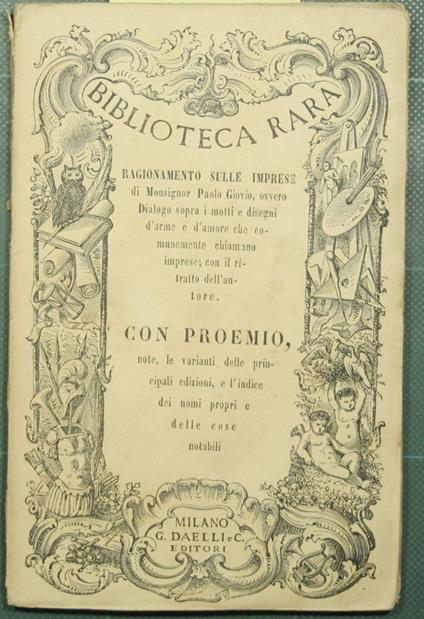 BIBLIOTECA RARA
RAGIONAMENTO SULLE IMPRESE
di Monsignor Paolo Giovio, ovvero
Dialogo sopra i motti e disegni
d'arme e d'amore che co-
munemente chiamano
imprese; con il ri-
tratto dell'au-
tore.
CON PROEMIO,
note, le varianti delle prin-
cipali edizioni, e l'indice
dei nomi propri e
delle cose
notabili
MILANO
G. DAELLI e C.
EDITORI